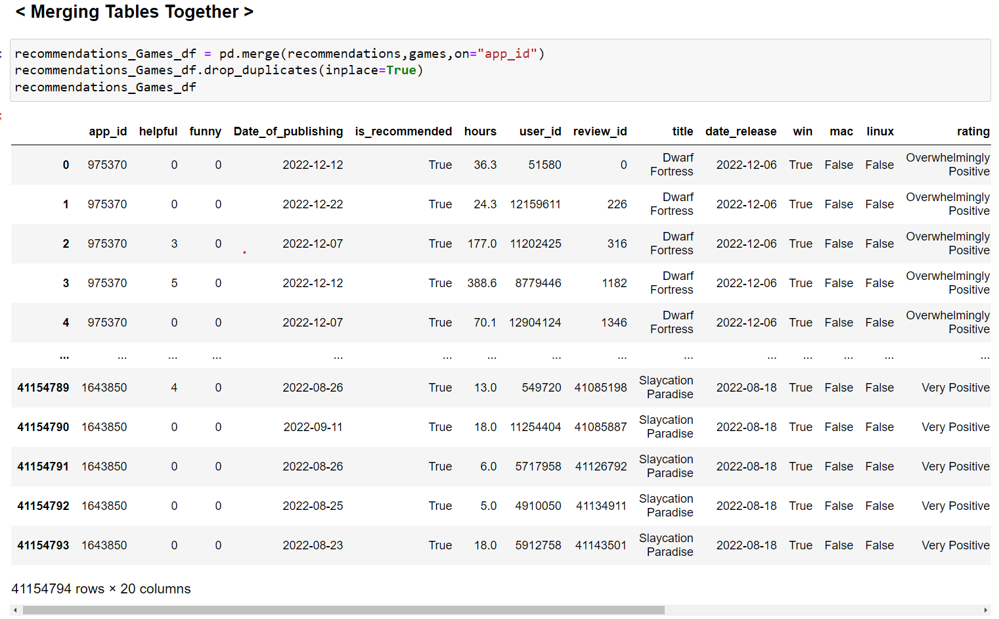 < Merging Tables Together >
recommendations_Games_df = pd.merge(recommendations,games,on="app_id")
recommendations_Games_df.drop_duplicates(inplace=True)
recommendations_Games_df
app_id helpful funny Date_of_publishing is_recommended hours user_id review_id title date_release win mac linux rating
0 975370 0 0 2022-12-12 True 36.3 51580 0 Dwarf Fortress 2022-12-06 True False False Overwhelmingly Positive
1 975370 0 0 2022-12-22 True 24.3 12159611 226 Dwarf Fortress 2022-12-06 True False False Overwhelmingly Positive
2 975370 3 0 2022-12-07 True 177.0 11202425 316 Dwarf Fortress 2022-12-06 True False False Overwhelmingly Positive
3 975370 5 0 2022-12-12 True 388.6 8779446 1182 Dwarf Fortress 2022-12-06 True False False Overwhelmingly Positive
4 975370 0 0 2022-12-07 True 70.1 12904124 1346 Dwarf Fortress 2022-12-06 True False False Overwhelmingly Positive
... ... ... ... ... ... ... ... ... ... ... ... ... ... ...
41154789 1643850 4 0 2022-08-26 True 13.0 549720 41085198 Slaycation Paradise 2022-08-18 True False False Very Positive
41154790 1643850 0 0 2022-09-11 True 18.0 11254404 41085887 Slaycation Paradise 2022-08-18 True False False Very Positive
41154791 1643850 0 0 2022-08-26 True 6.0 5717958 41126792 Slaycation Paradise 2022-08-18 True False False Very Positive
41154792 1643850 0 0 2022-08-25 True 5.0 4910050 41134911 Slaycation Paradise 2022-08-18 True False False Very Positive
41154793 1643850 0 0 2022-08-23 True 18.0 5912758 41143501 Slaycation Paradise 2022-08-18 True False False Very Positive
41154794 rows × 20 columns